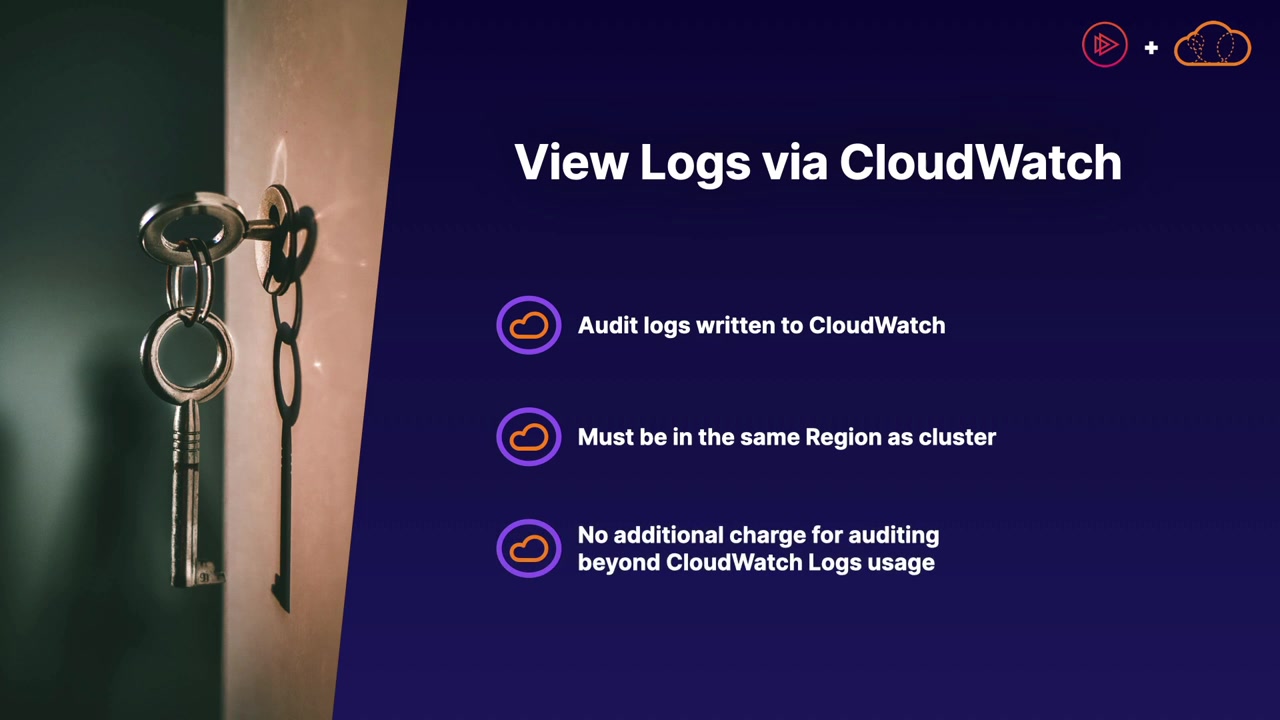 View Logs via CloudWatch
Audit logs written to CloudWatch
Must be in the same Region as cluster
No additional charge for auditing
beyond CloudWatch Logs usage